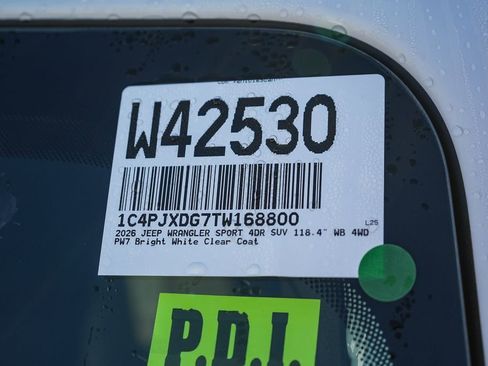 W42530
1C4PJXDG7TW168800
L25
2026 JEEP WRANGLER SPORT 4DR SUV 118.4" WB 4WD
PW7 Bright White Clear Coat
P.D.I.